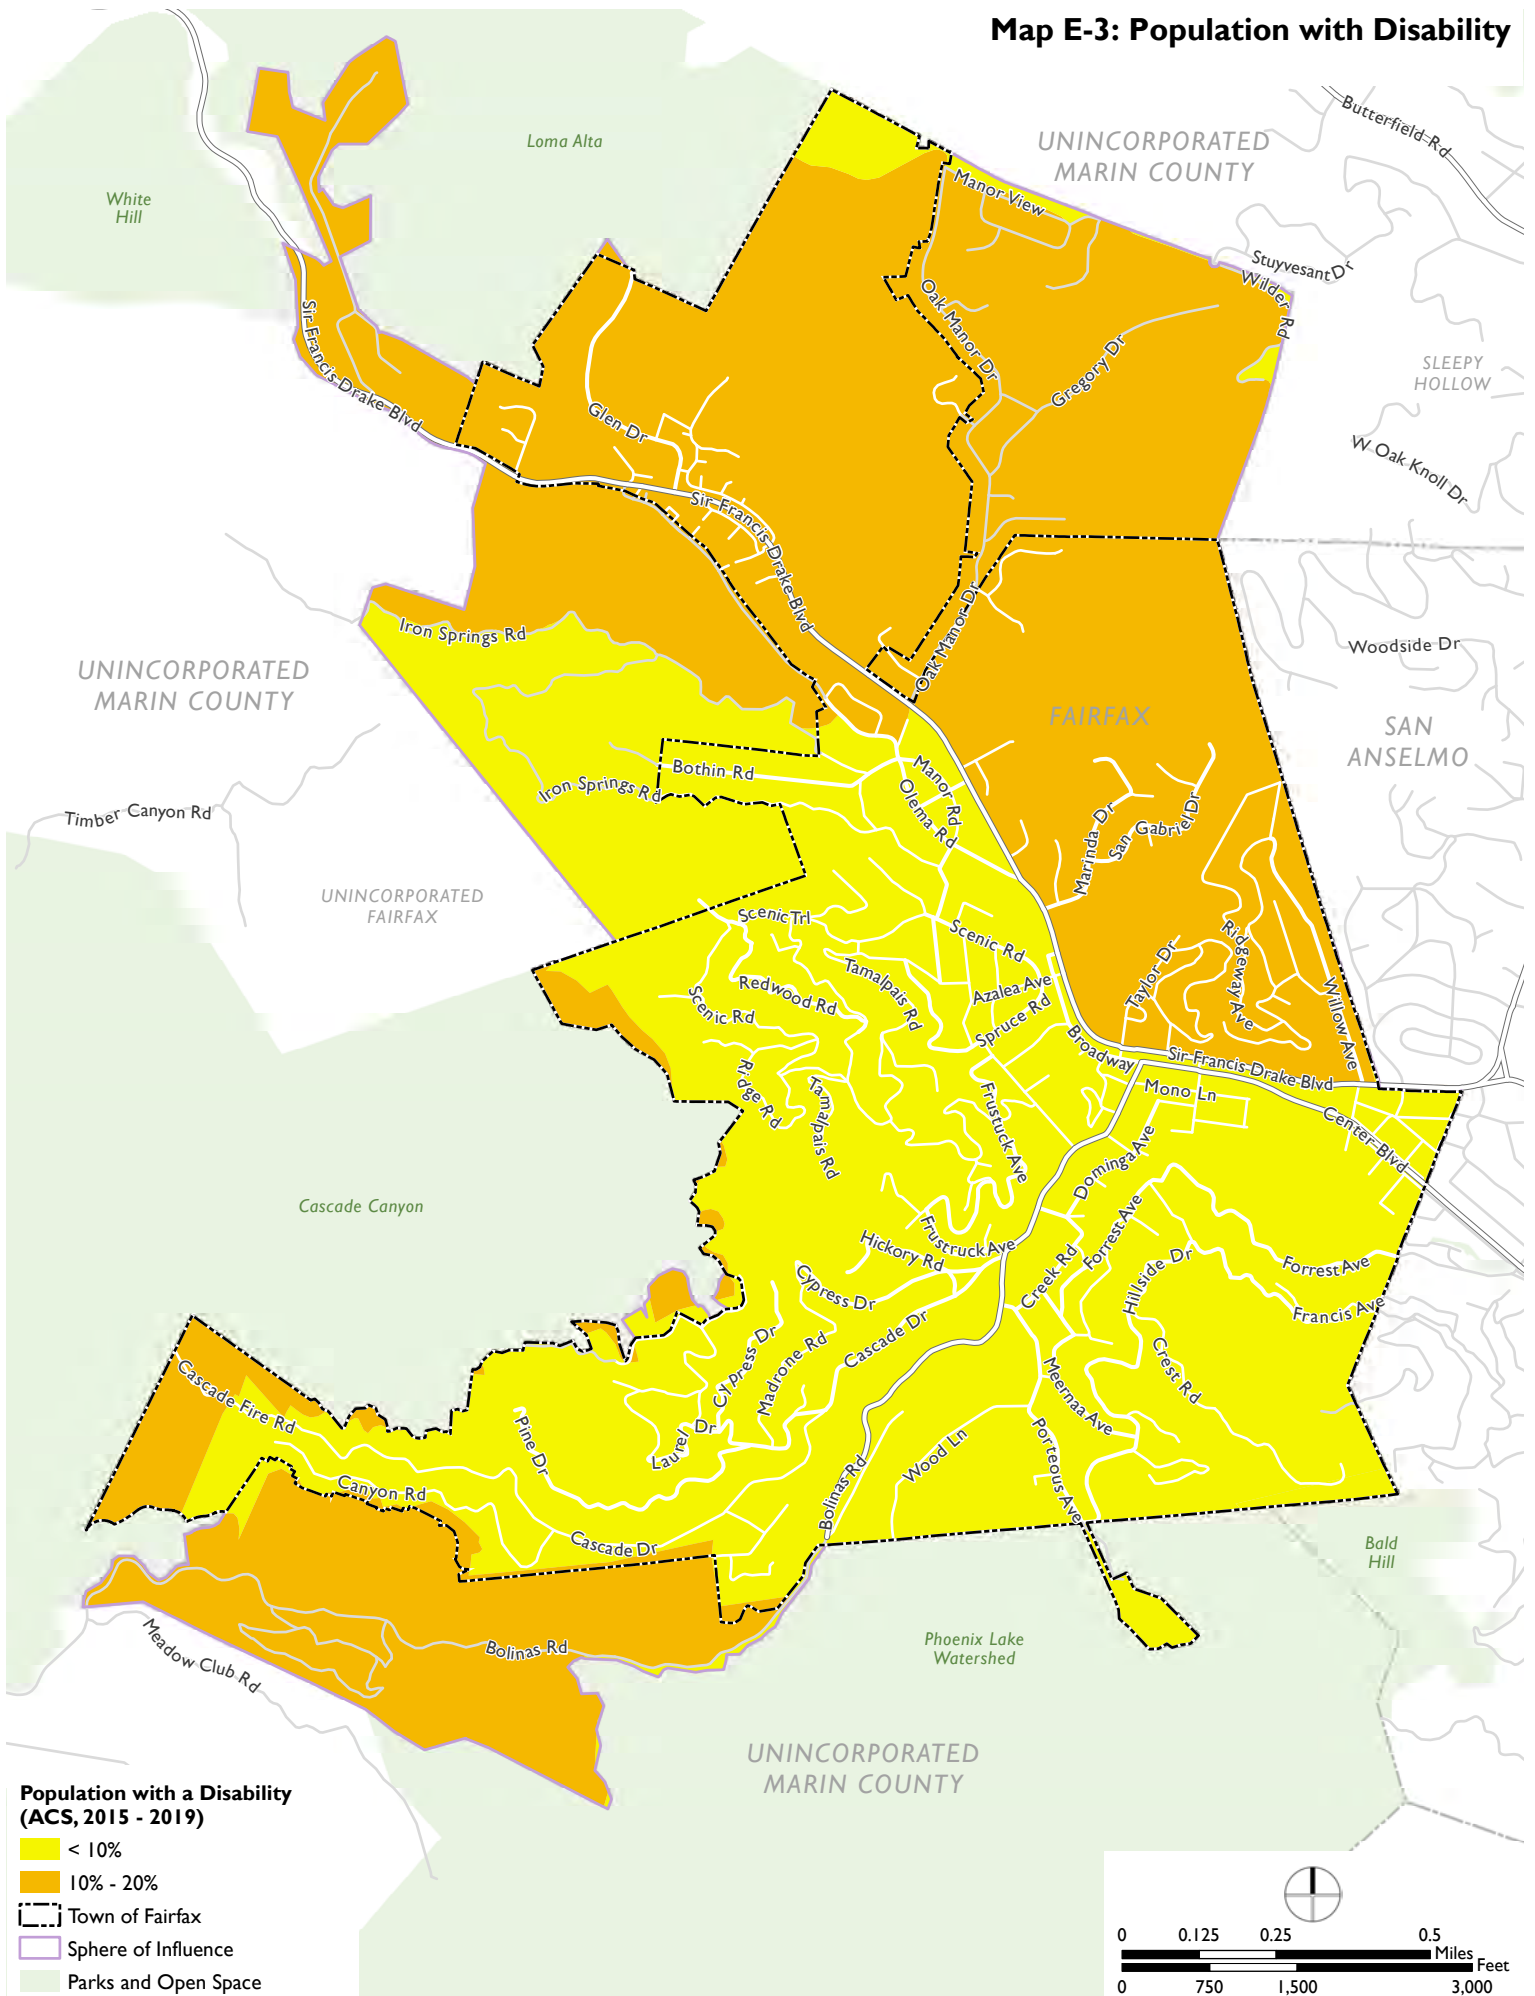 Map E-3: Population with Disability
Butterfield Rd
UNINCORPORATED
MARIN COUNTY
Loma Alta
White
Hill
Manor View
Stuyvesant Dr
Wilder Rd
Oak Manor Dr
Sir Francis Drake Blvd
Gregory Dr
SLEEPY
HOLLOW
Glen Dr
W Oak Knoll Dr
Sir Francis Drake Blvd
Iron Springs Rd
Oak Manor Dr
Woodside Dr
UNINCORPORATED
MARIN COUNTY
FAIRFAX
SAN
ANSELMO
Bothin Rd
Manor Rd
Iron Springs Rd
Olema Rd
Timber Canyon Rd
Marinda Dr
San Gabriel Dr
UNINCORPORATED
FAIRFAX
Scenic Trl
Scenic Rd
Ridgeway Ave
Taylor Dr
Tamalpais Rd
Redwood Rd
Azalea Ave
Scenic Rd
Spruce Rd
Willow Ave
Broadway
Sir Francis Drake Blvd
Ridge Rd
Tamalpais Rd
Frustuck Ave
Mono Ln
Center Blvd
Dominga Ave
Cascade Canyon
Forrest Ave
Frustruck Ave
Hickory Rd
Creek Rd
Hillside Dr
Forrest Ave
Cypress Dr
Francis Ave
Cascade Dr
Cypress Dr
Madrone Rd
Crest Rd
Cascade Fire Rd
Meernaa Ave
Pine Dr
Laurel Dr
Porteous Ave
Wood Ln
Bolinas Rd
Canyon Rd
Cascade Dr
Bald
Hill
Meadow Club Rd
Bolinas Rd
Phoenix Lake
Watershed
UNINCORPORATED
MARIN COUNTY
Population with a Disability
(ACS, 2015 - 2019)
< 10%
10% - 20%
Town of Fairfax
Sphere of Influence
Parks and Open Space
0 0.125 0.25 0.5
Miles
Feet
0 750 1,500 3,000